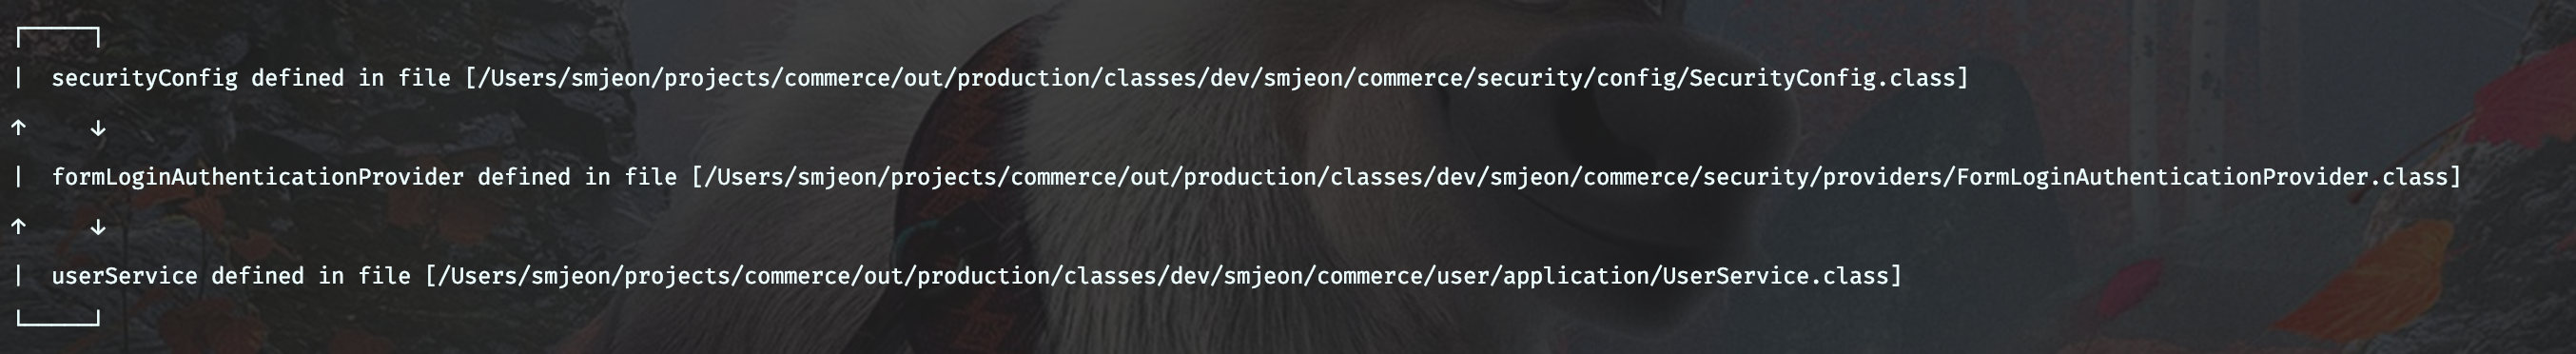 ┌─────┐
|  securityConfig defined in file [/Users/smjeon/projects/commerce/out/production/classes/dev/smjeon/commerce/security/config/SecurityConfig.class]
↑     ↓
|  formLoginAuthenticationProvider defined in file [/Users/smjeon/projects/commerce/out/production/classes/dev/smjeon/commerce/security/providers/FormLoginAuthenticationProvider.class]
↑     ↓
|  userService defined in file [/Users/smjeon/projects/commerce/out/production/classes/dev/smjeon/commerce/user/application/UserService.class]
└─────┘